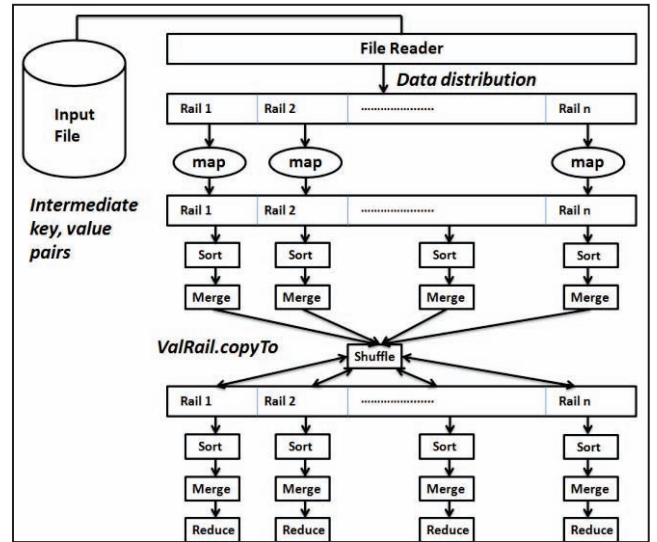 File Reader
Data distribution
Input
File
Rail 1 Rail 2 ........................ Rail n
map map map
Intermediate
key, value
pairs
Rail 1 Rail 2 ........................ Rail n
Sort Sort Sort Sort
Merge Merge Merge Merge
ValRail.copyTo
Shuffle
Rail 1 Rail 2 ........................ Rail n
Sort Sort Sort Sort
Merge Merge Merge Merge
Reduce Reduce Reduce Reduce